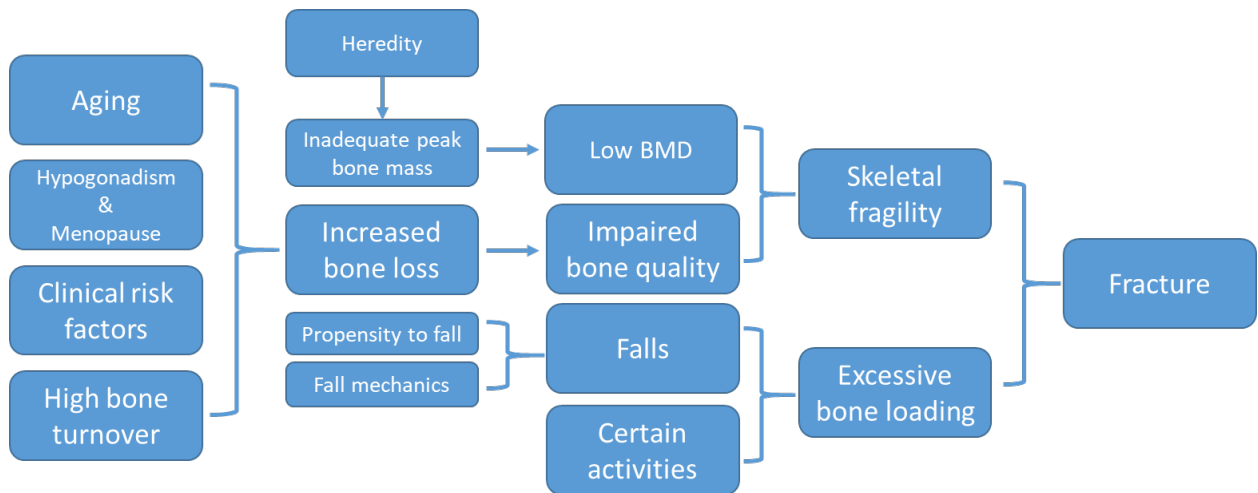 Aging
Hypogonadism
&
Menopause
Clinical risk
factors
High bone
turnover
Heredity
Inadequate peak
bone mass
Increased
bone loss
Propensity to fall
Fall mechanics
Low BMD
Impaired
bone quality
Falls
Certain
activities
Skeletal
fragility
Excessive
bone loading
Fracture